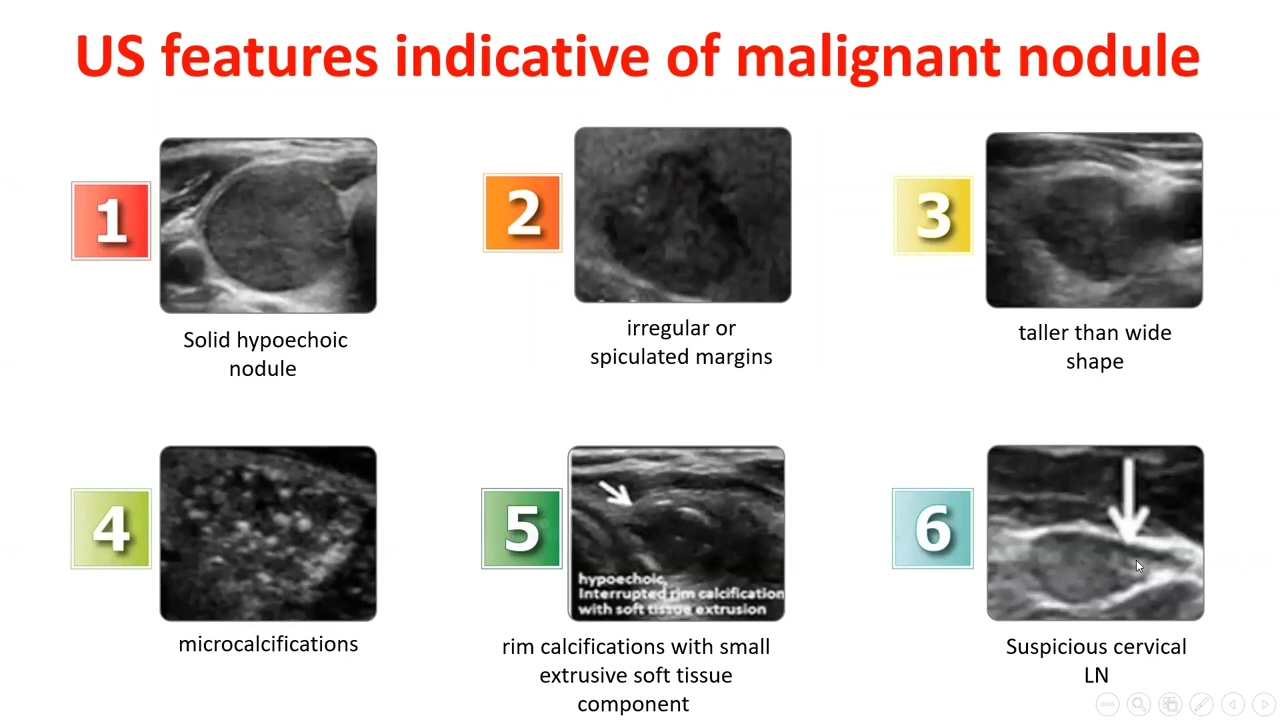 US features indicative of malignant nodule
1
Solid hypoechoic
nodule
2
irregular or
spiculated margins
3
taller than wide
shape
4
microcalcifications
5
hypoechoic,
Interrupted rim calcification
with soft tissue extrusion
rim calcifications with small
extrusive soft tissue
component
6
Suspicious cervical
LN